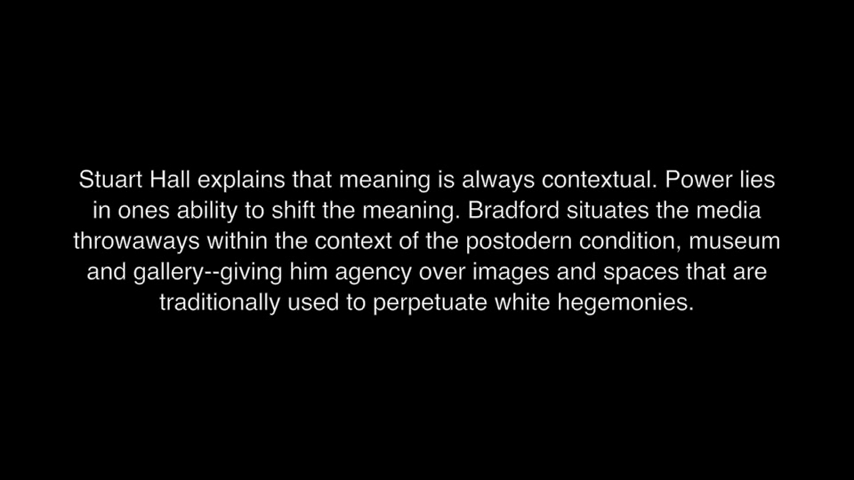 Stuart Hall explains that meaning is always contextual. Power lies
in ones ability to shift the meaning. Bradford situates the media
throwaways within the context of the postodern condition, museum
and gallery--giving him agency over images and spaces that are
traditionally used to perpetuate white hegemonies.